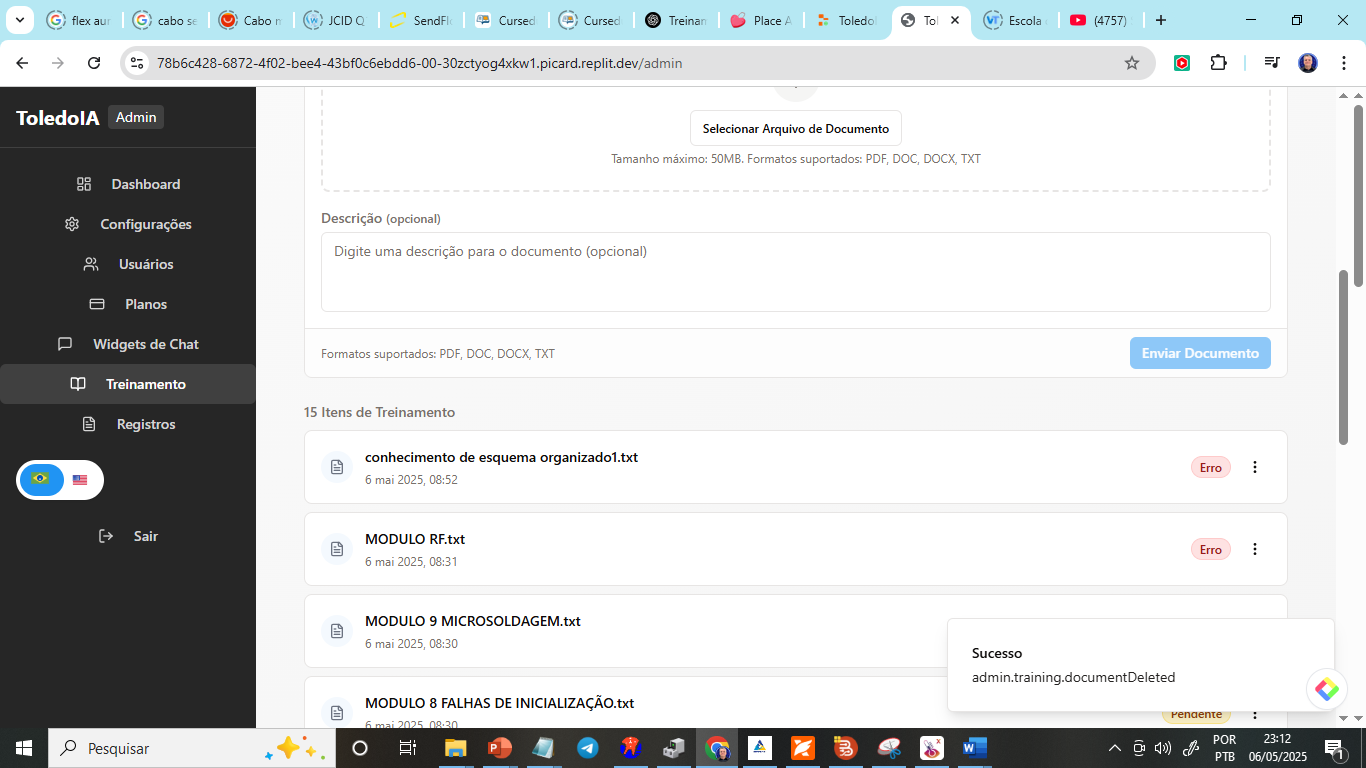 flex aur
cabo se
Cabo n
JCID Q
SendFl
Cursed
Cursed
Treinar
Place A
Toledo
Tol
Escola
(4757)
78b6c428-6872-4f02-bee4-43bf0c6ebdd6-00-30zctyog4xkw1.picard.replit.dev/admin
ToledoIA
Admin
Dashboard
Configurações
Usuários
Planos
Widgets de Chat
Treinamento
Registros
Sair
Selecionar Arquivo de Documento
Tamanho máximo: 50MB. Formatos suportados: PDF, DOC, DOCX, TXT
Descrição (opcional)
Digite uma descrição para o documento (opcional)
Formatos suportados: PDF, DOC, DOCX, TXT
Enviar Documento
15 Itens de Treinamento
conhecimento de esquema organizado1.txt
6 mai 2025, 08:52
Erro
MODULO RF.txt
6 mai 2025, 08:31
Erro
MODULO 9 MICROSOLDAGEM.txt
6 mai 2025, 08:30
MODULO 8 FALHAS DE INICIALIZAÇÃO.txt
6 mai 2025, 08:30
Pendente
Sucesso
admin.training.documentDeleted
Pesquisar
POR
PTB
23:12
06/05/2025
1